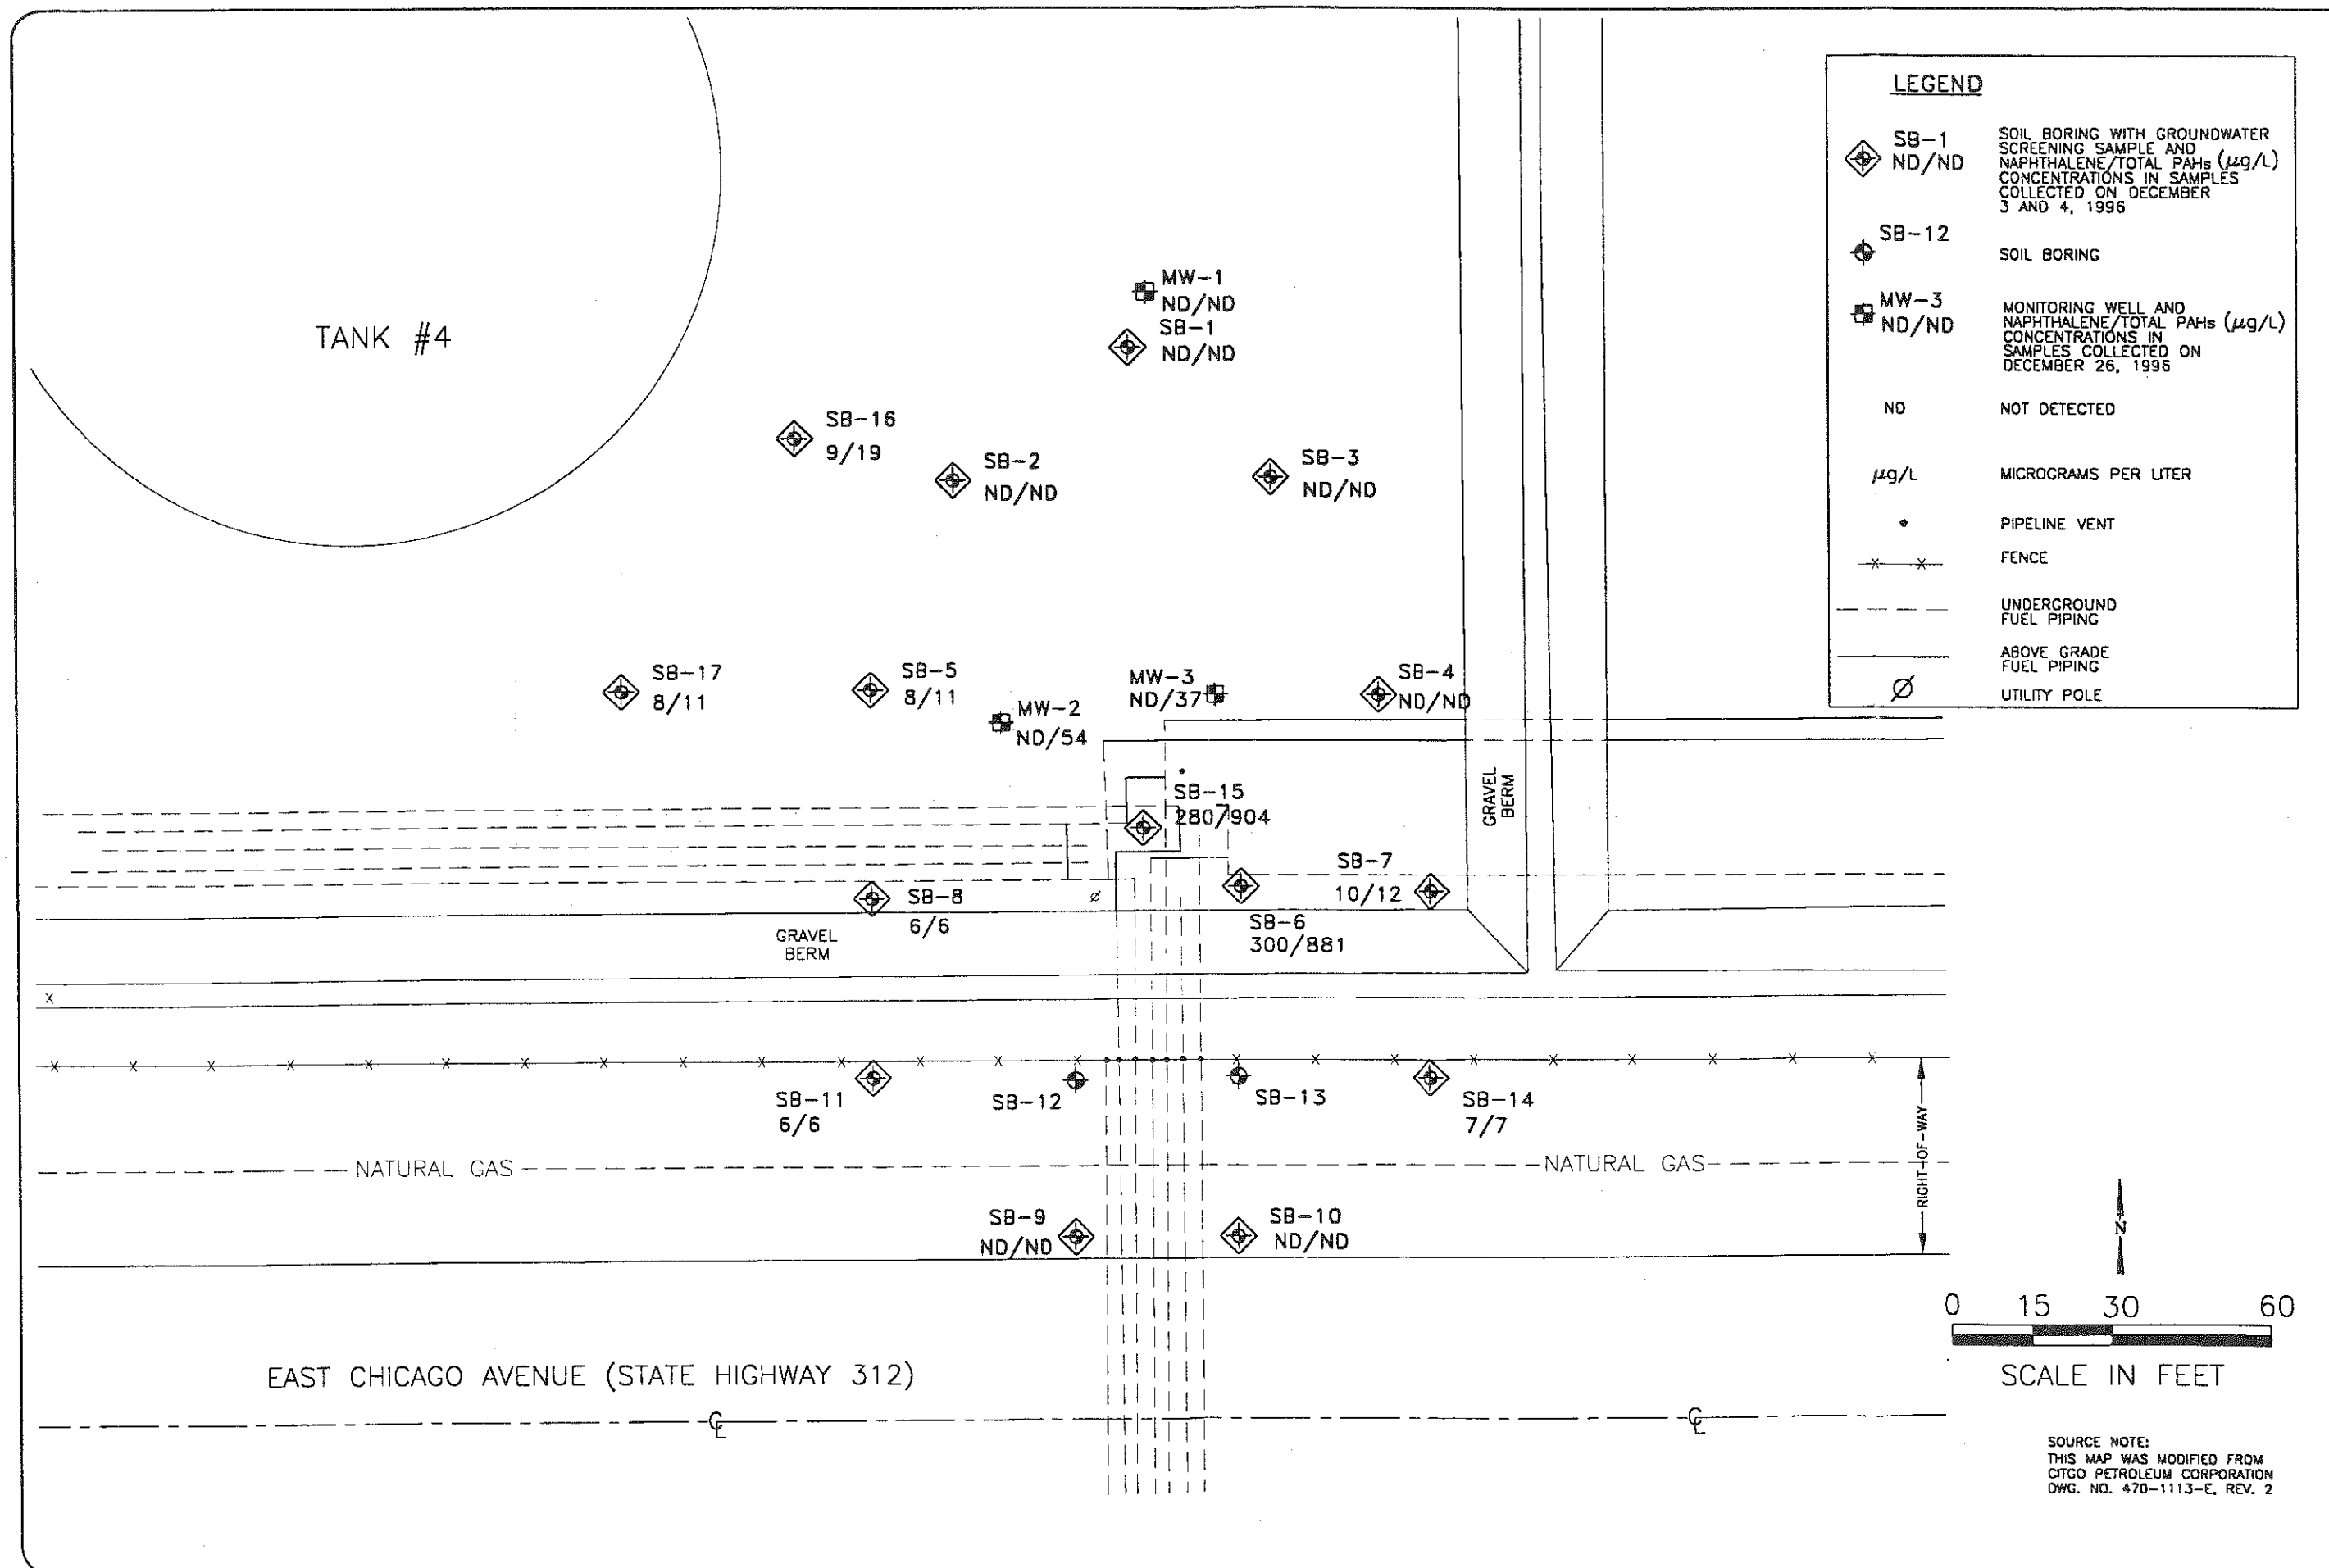 TANK #4
MW-1
ND/ND
SB-1
ND/ND
SB-16
9/19
SB-2
ND/ND
SB-3
ND/ND
SB-17
8/11
SB-5
8/11
MW-2
ND/54
MW-3
ND/37
SB-4
ND/ND
SB-15
280/904
GRAVEL
BERM
SB-7
10/12
SB-6
300/881
SB-8
6/6
GRAVEL
BERM
SB-11
6/6
SB-12
SB-13
SB-14
7/7
NATURAL GAS
NATURAL GAS
RIGHT-OF-WAY
SB-9
ND/ND
SB-10
ND/ND
EAST CHICAGO AVENUE (STATE HIGHWAY 312)
℄
℄
LEGEND
SB-1
ND/ND
SOIL BORING WITH GROUNDWATER
SCREENING SAMPLE AND
NAPHTHALENE/TOTAL PAHs (µg/L)
CONCENTRATIONS IN SAMPLES
COLLECTED ON DECEMBER
3 AND 4, 1996
SB-12
SOIL BORING
MW-3
ND/ND
MONITORING WELL AND
NAPHTHALENE/TOTAL PAHs (µg/L)
CONCENTRATIONS IN
SAMPLES COLLECTED ON
DECEMBER 26, 1996
ND NOT DETECTED
µg/L MICROGRAMS PER LITER
PIPELINE VENT
FENCE
UNDERGROUND
FUEL PIPING
ABOVE GRADE
FUEL PIPING
UTILITY POLE
N
0 15 30 60
SCALE IN FEET
SOURCE NOTE:
THIS MAP WAS MODIFIED FROM
CITGO PETROLEUM CORPORATION
DWG. NO. 470-1113-E, REV. 2